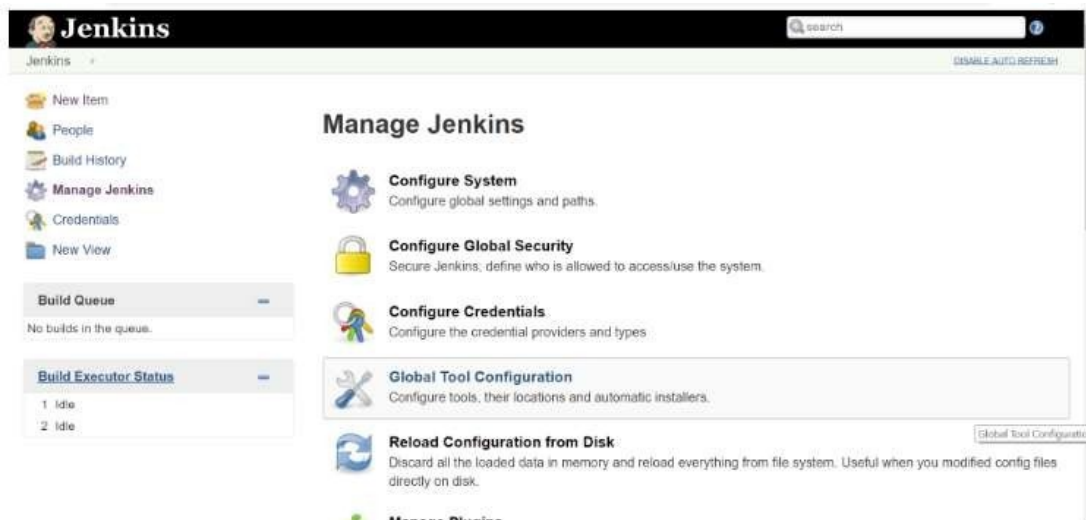 Jenkins
search
Jenkins
DISABLE AUTO REFRESH
New Item
People
Build History
Manage Jenkins
Credentials
New View
Build Queue
No builds in the queue.
Build Executor Status
1 Idle
2 Idle
Manage Jenkins
Configure System
Configure global settings and paths.
Configure Global Security
Secure Jenkins; define who is allowed to access/use the system.
Configure Credentials
Configure the credential providers and types
Global Tool Configuration
Configure tools, their locations and automatic installers.
Global Tool Configuratio
Reload Configuration from Disk
Discard all the loaded data in memory and reload everything from file system. Useful when you modified config files
directly on disk.
Manage Plugins